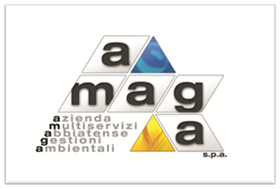 a
mag
a
azienda
multiservizi
abbiatense
gestioni
ambientali
s.p.a.